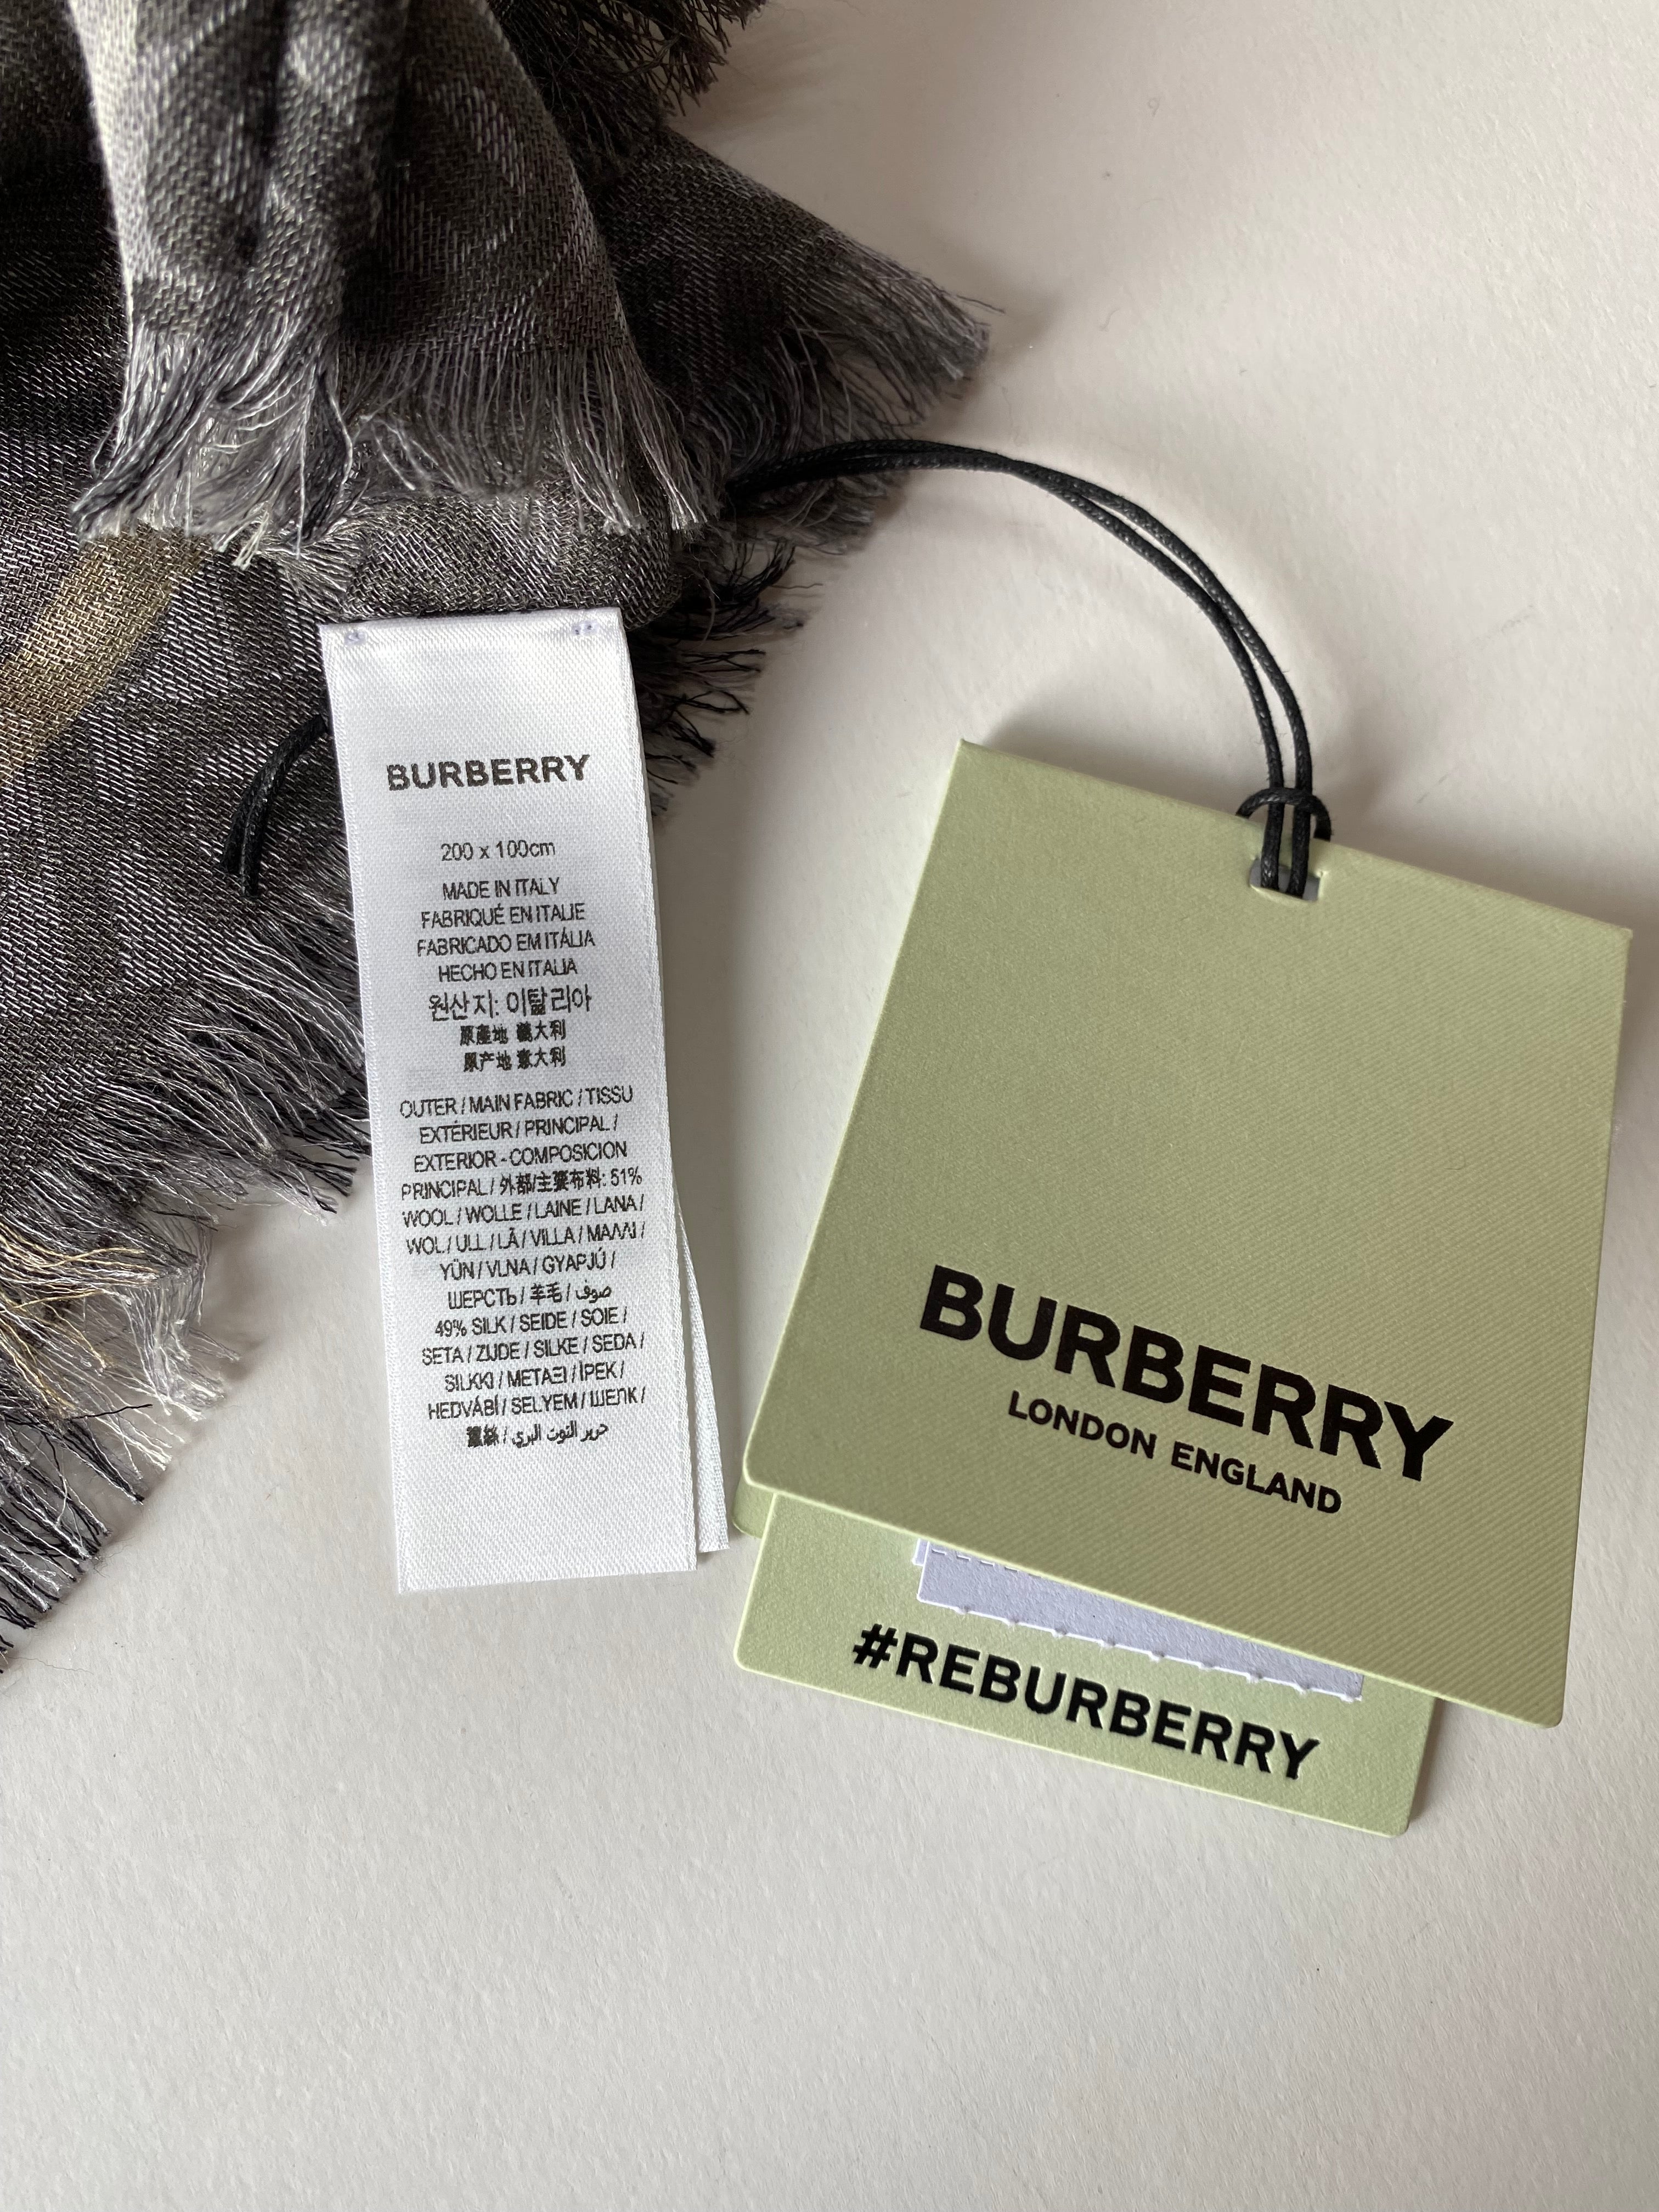 BURBERRY
200 x 100cm
MADE IN ITALY
FABRIQUÉ EN ITALIE
FABRICADO EM ITÁLIA
HECHO EN ITALIA
원산지: 이탈리아
原產地 義大利
原产地 意大利
OUTER / MAIN FABRIC / TISSU
EXTÉRIEUR / PRINCIPAL /
EXTERIOR - COMPOSICION
PRINCIPAL / 外部/主要布料: 51%
WOOL / WOLLE / LAINE / LANA /
WOL / ULL / LÃ / VILLA / ΜΑΛΛΙ /
YÜN / VLNA / GYAPJÚ /
ШЕРСТЬ / 羊毛 / صوف
49% SILK / SEIDE / SOIE /
SETA / ZIJDE / SILKE / SEDA /
SILKKI / ΜΕΤΑΞΙ / İPEK /
HEDVÁBÍ / SELYEM / ШЕЛК /
蠶絲 / حرير التوت البري
BURBERRY
LONDON ENGLAND
#REBURBERRY